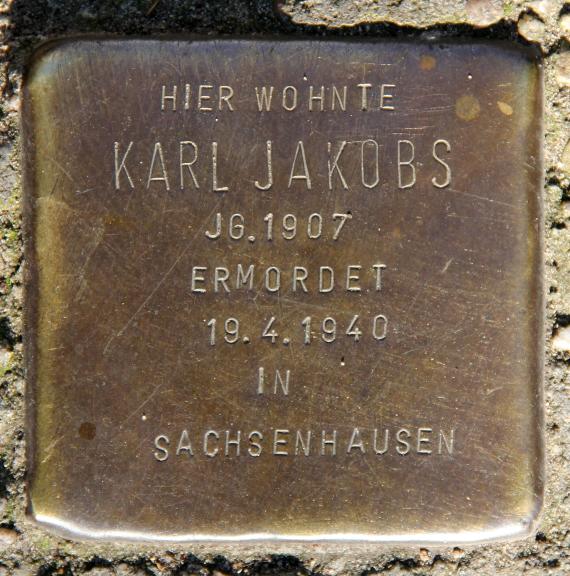 HIER WOHNTE
KARL JAKOBS
JG. 1907
ERMORDET
19.4.1940
IN
SACHSENHAUSEN